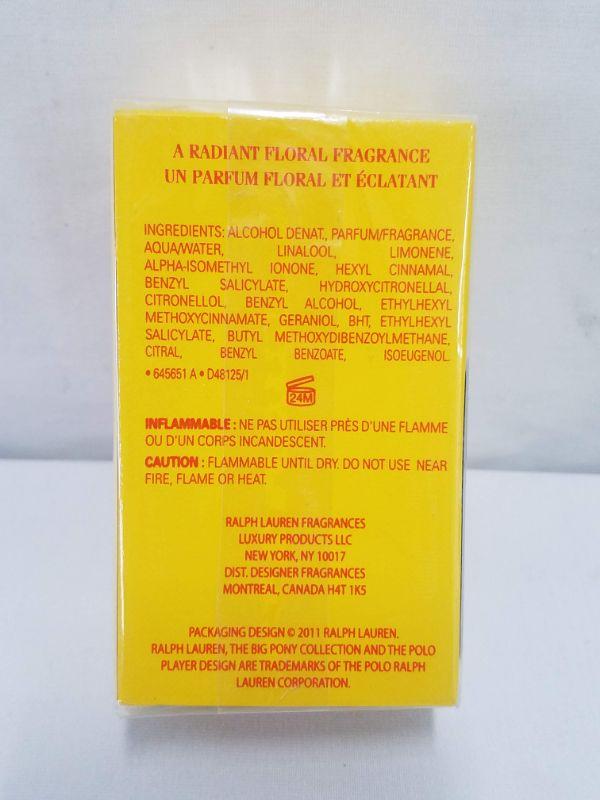 A RADIANT FLORAL FRAGRANCE
UN PARFUM FLORAL ET ÉCLATANT
INGREDIENTS: ALCOHOL DENAT., PARFUM/FRAGRANCE,
AQUA/WATER, LINALOOL, LIMONENE,
ALPHA-ISOMETHYL IONONE, HEXYL CINNAMAL,
BENZYL SALICYLATE, HYDROXYCITRONELLAL,
CITRONELLOL, BENZYL ALCOHOL, ETHYLHEXYL
METHOXYCINNAMATE, GERANIOL, BHT, ETHYLHEXYL
SALICYLATE, BUTYL METHOXYDIBENZOYLMETHANE,
CITRAL, BENZYL BENZOATE, ISOEUGENOL.
• 645651 A • D48125/1
24M
INFLAMMABLE : NE PAS UTILISER PRÈS D'UNE FLAMME
OU D'UN CORPS INCANDESCENT.
CAUTION : FLAMMABLE UNTIL DRY. DO NOT USE NEAR
FIRE, FLAME OR HEAT.
RALPH LAUREN FRAGRANCES
LUXURY PRODUCTS LLC
NEW YORK, NY 10017
DIST. DESIGNER FRAGRANCES
MONTREAL, CANADA H4T 1K5
PACKAGING DESIGN © 2011 RALPH LAUREN.
RALPH LAUREN, THE BIG PONY COLLECTION AND THE POLO
PLAYER DESIGN ARE TRADEMARKS OF THE POLO RALPH
LAUREN CORPORATION.